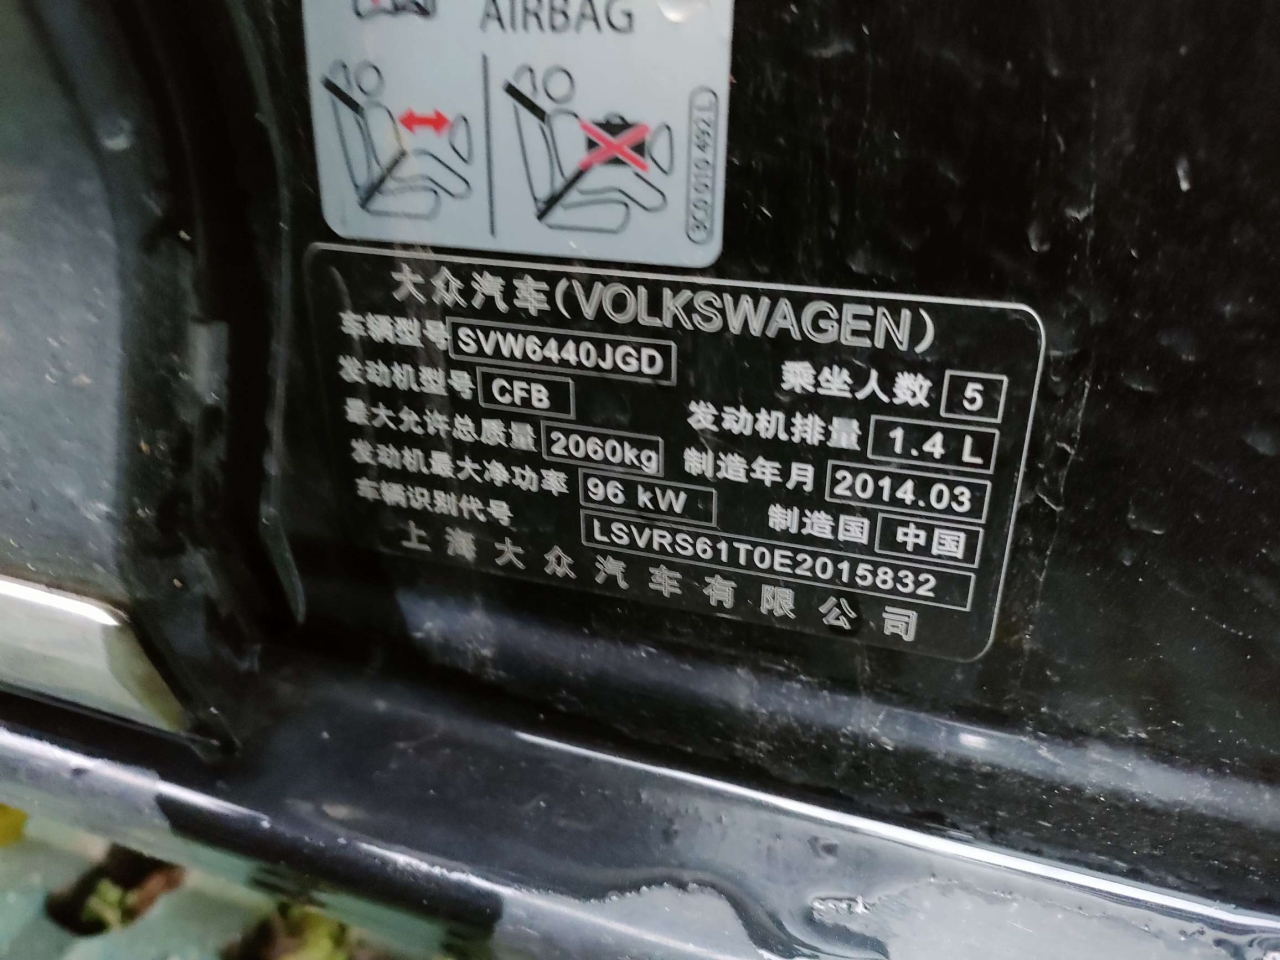 AIRBAG
大众汽车(VOLKSWAGEN)
车辆型号 SVW6440JGD 乘坐人数 5
发动机型号 CFB 发动机排量 1.4 L
最大允许总质量 2060kg 制造年月 2014.03
发动机最大净功率 96 kW 制造国 中国
车辆识别代号 LSVRS61T0E2015832
上海大众汽车有限公司